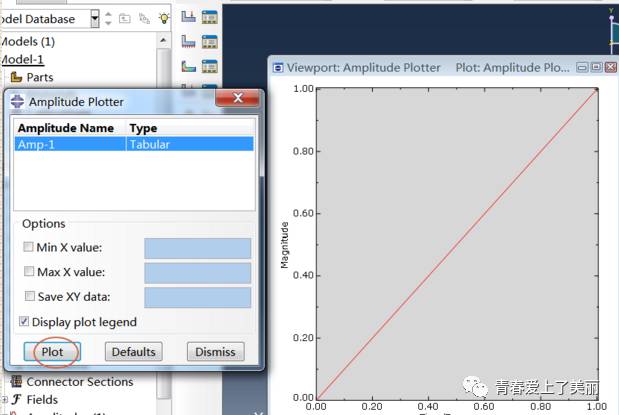 odel Database
Models (1)
Model-1
Parts
Amplitude Plotter
Amplitude Name Type
Amp-1 Tabular
Options
Min X value:
Max X value:
Save XY data:
Display plot legend
Plot Defaults Dismiss
Connector Sections
Fields
Viewport: Amplitude Plotter Plot: Amplitude Plo...
1.00
0.80
0.60
0.40
0.20
0.00
Magnitude
0.00 0.20 0.40 0.60 0.80 1.00
Y
青春爱上了美丽